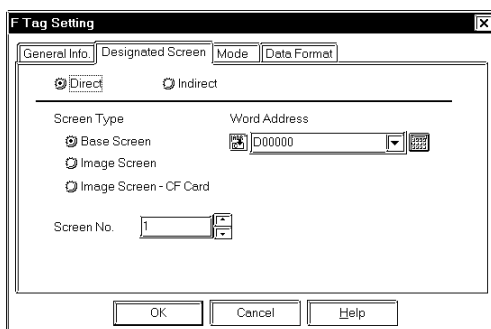 F Tag Setting
General Info. Designated Screen Mode Data Format
Direct Indirect
Screen Type Word Address
Base Screen D00000
Image Screen
Image Screen - CF Card
Screen No. 1
OK Cancel Help